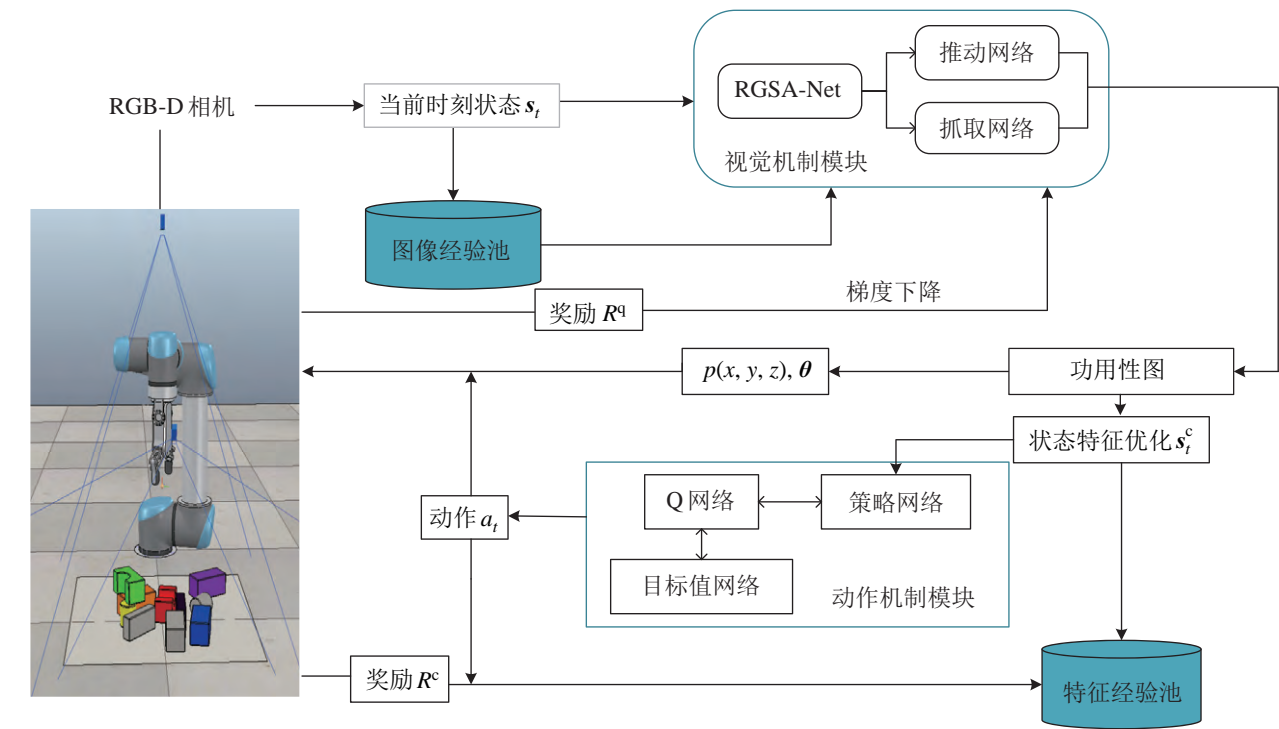 推动网络
RGSA-Net
RGB-D 相机
当前时刻状态 sₜ
抓取网络
视觉机制模块
图像经验池
梯度下降
奖励 R^q
p(x, y, z), θ
功用性图
状态特征优化 sₜ^c
Q 网络
策略网络
动作 aₜ
目标值网络
动作机制模块
奖励 R^c
特征经验池